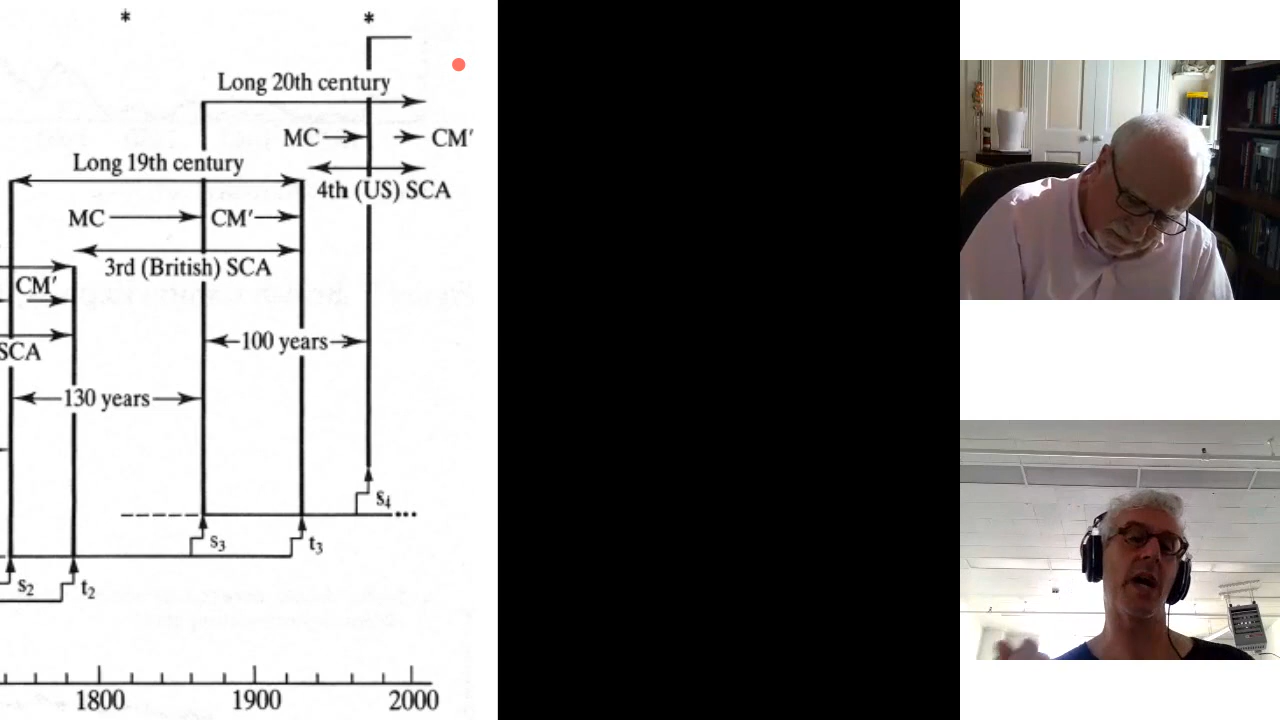 * *
Long 20th century
MC CM'
Long 19th century
4th (US) SCA
MC CM'
3rd (British) SCA
CM'
100 years
SCA
130 years
s4
s3 t3
s2 t2
1800 1900 2000